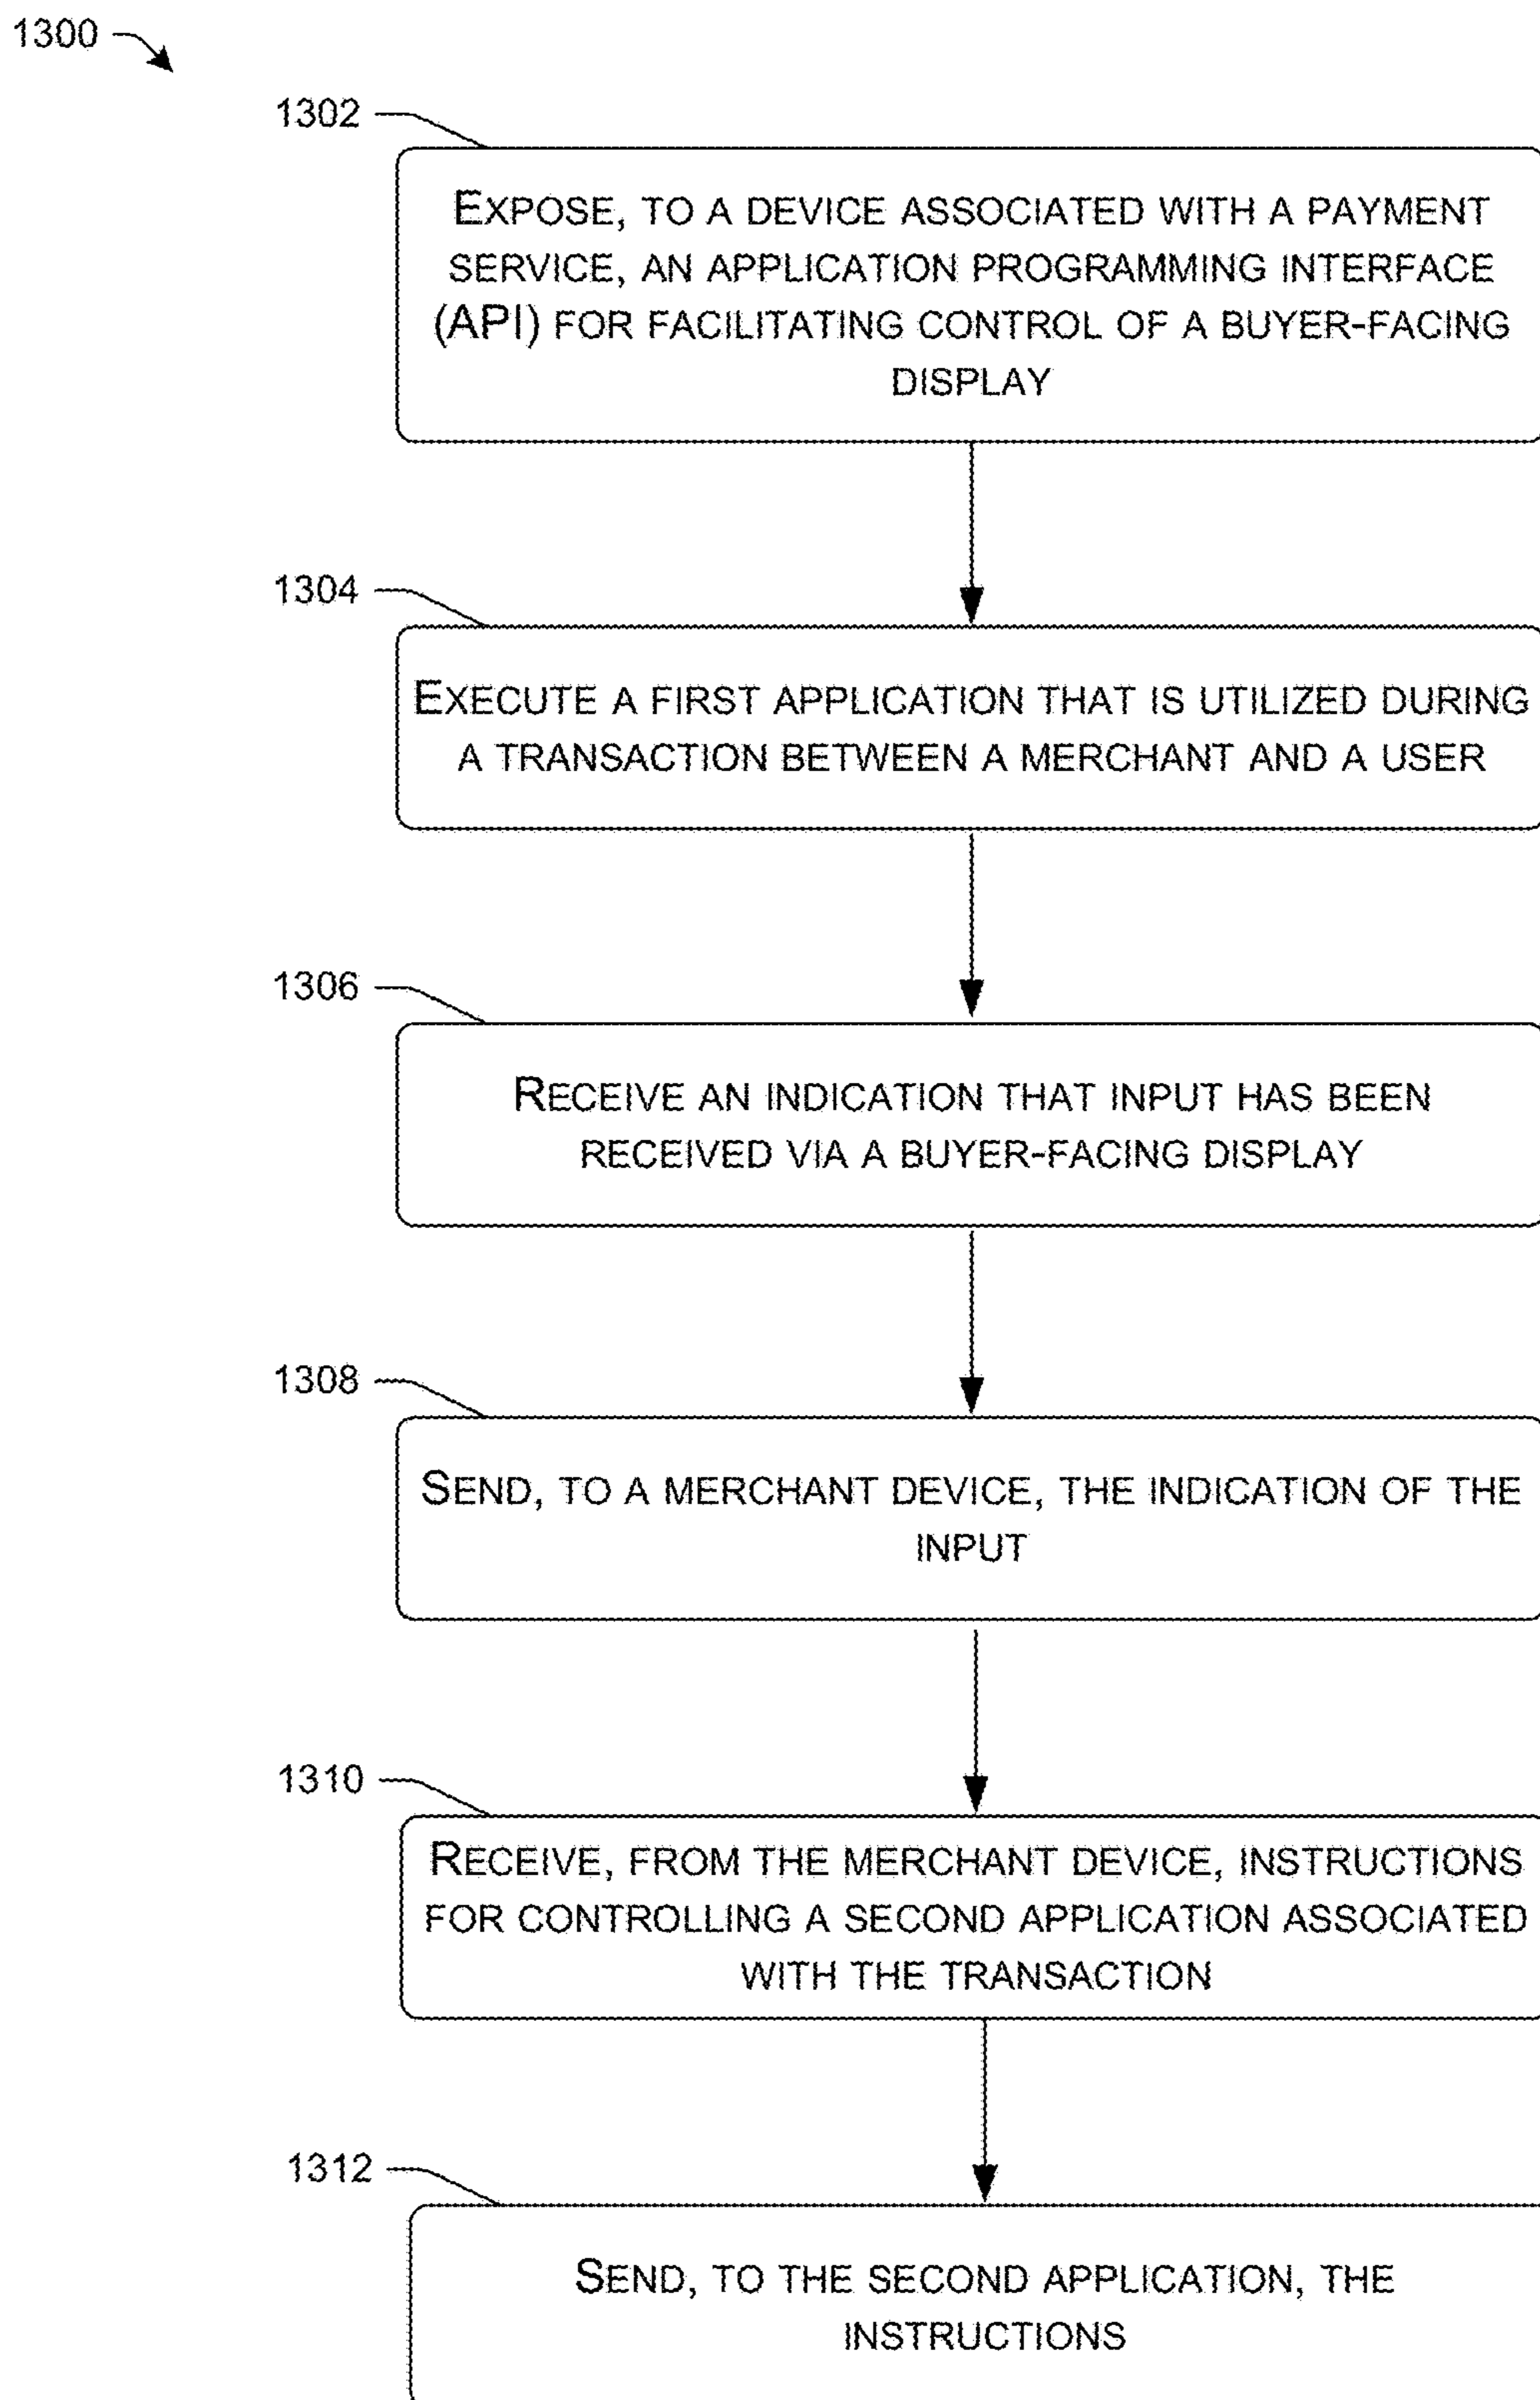 1300
1302
EXPOSE, TO A DEVICE ASSOCIATED WITH A PAYMENT
SERVICE, AN APPLICATION PROGRAMMING INTERFACE
(API) FOR FACILITATING CONTROL OF A BUYER-FACING
DISPLAY
1304
EXECUTE A FIRST APPLICATION THAT IS UTILIZED DURING
A TRANSACTION BETWEEN A MERCHANT AND A USER
1306
RECEIVE AN INDICATION THAT INPUT HAS BEEN
RECEIVED VIA A BUYER-FACING DISPLAY
1308
SEND, TO A MERCHANT DEVICE, THE INDICATION OF THE
INPUT
1310
RECEIVE, FROM THE MERCHANT DEVICE, INSTRUCTIONS
FOR CONTROLLING A SECOND APPLICATION ASSOCIATED
WITH THE TRANSACTION
1312
SEND, TO THE SECOND APPLICATION, THE
INSTRUCTIONS